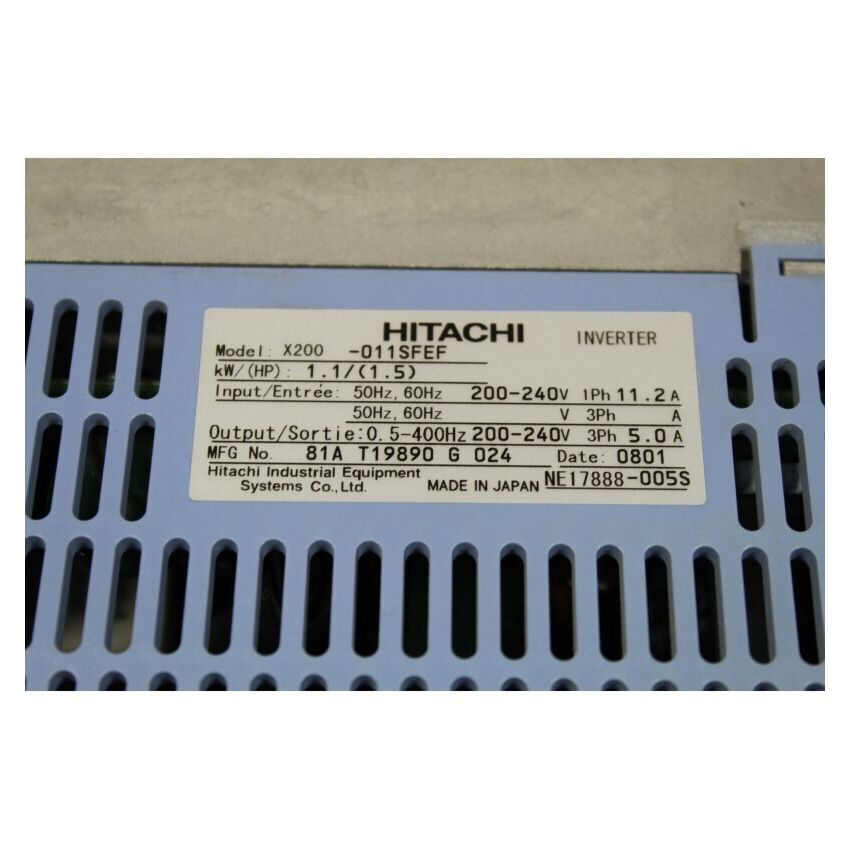 HITACHI INVERTER
Model: X200 -011SFEF
kW/(HP): 1.1/(1.5)
Input/Entrée: 50Hz, 60Hz 200-240V 1Ph 11.2 A
50Hz, 60Hz V 3Ph A
Output/Sortie: 0.5-400Hz 200-240V 3Ph 5.0 A
MFG No. 81A T19890 G 024 Date: 0801
Hitachi Industrial Equipment
Systems Co., Ltd. MADE IN JAPAN NE17888-005S